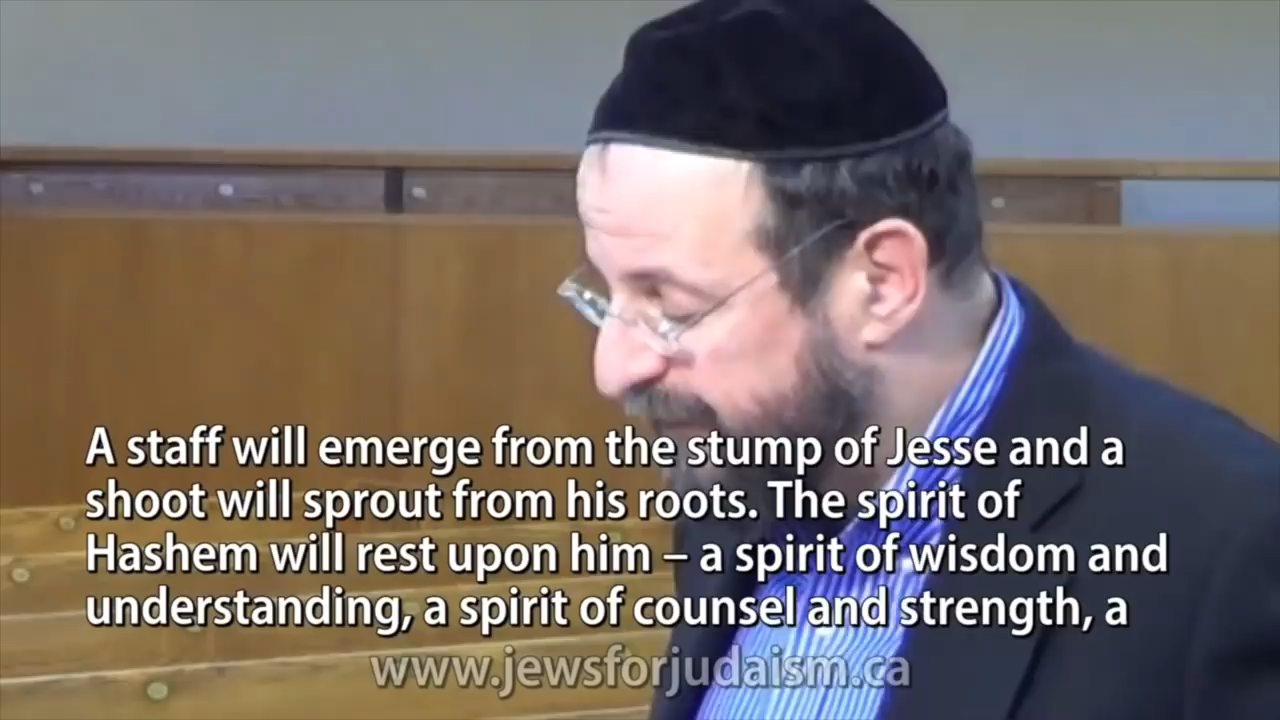 A staff will emerge from the stump of Jesse and a
shoot will sprout from his roots. The spirit of
Hashem will rest upon him – a spirit of wisdom and
understanding, a spirit of counsel and strength, a
www.jewsforjudaism.ca